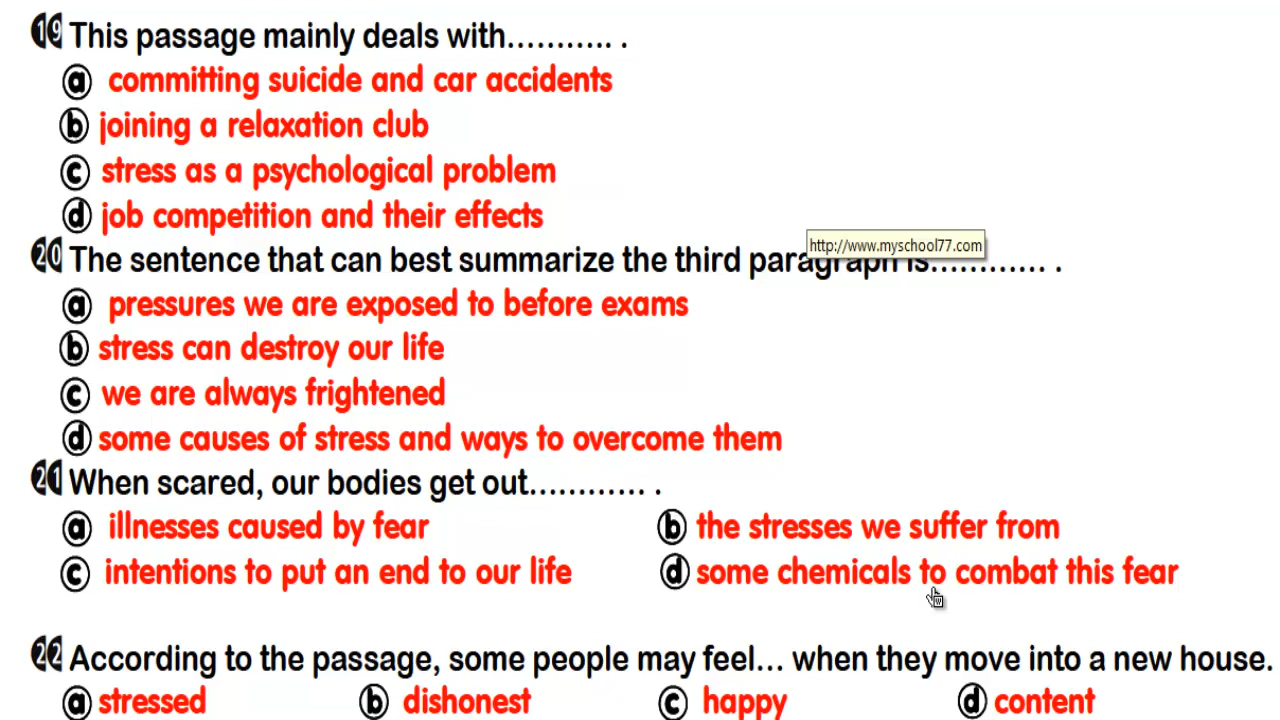 19 This passage mainly deals with……….. .
a committing suicide and car accidents
b joining a relaxation club
c stress as a psychological problem
d job competition and their effects
http://www.myschool77.com
20 The sentence that can best summarize the third paragraph is………… .
a pressures we are exposed to before exams
b stress can destroy our life
c we are always frightened
d some causes of stress and ways to overcome them
21 When scared, our bodies get out………… .
a illnesses caused by fear b the stresses we suffer from
c intentions to put an end to our life d some chemicals to combat this fear
22 According to the passage, some people may feel… when they move into a new house.
a stressed b dishonest c happy d content